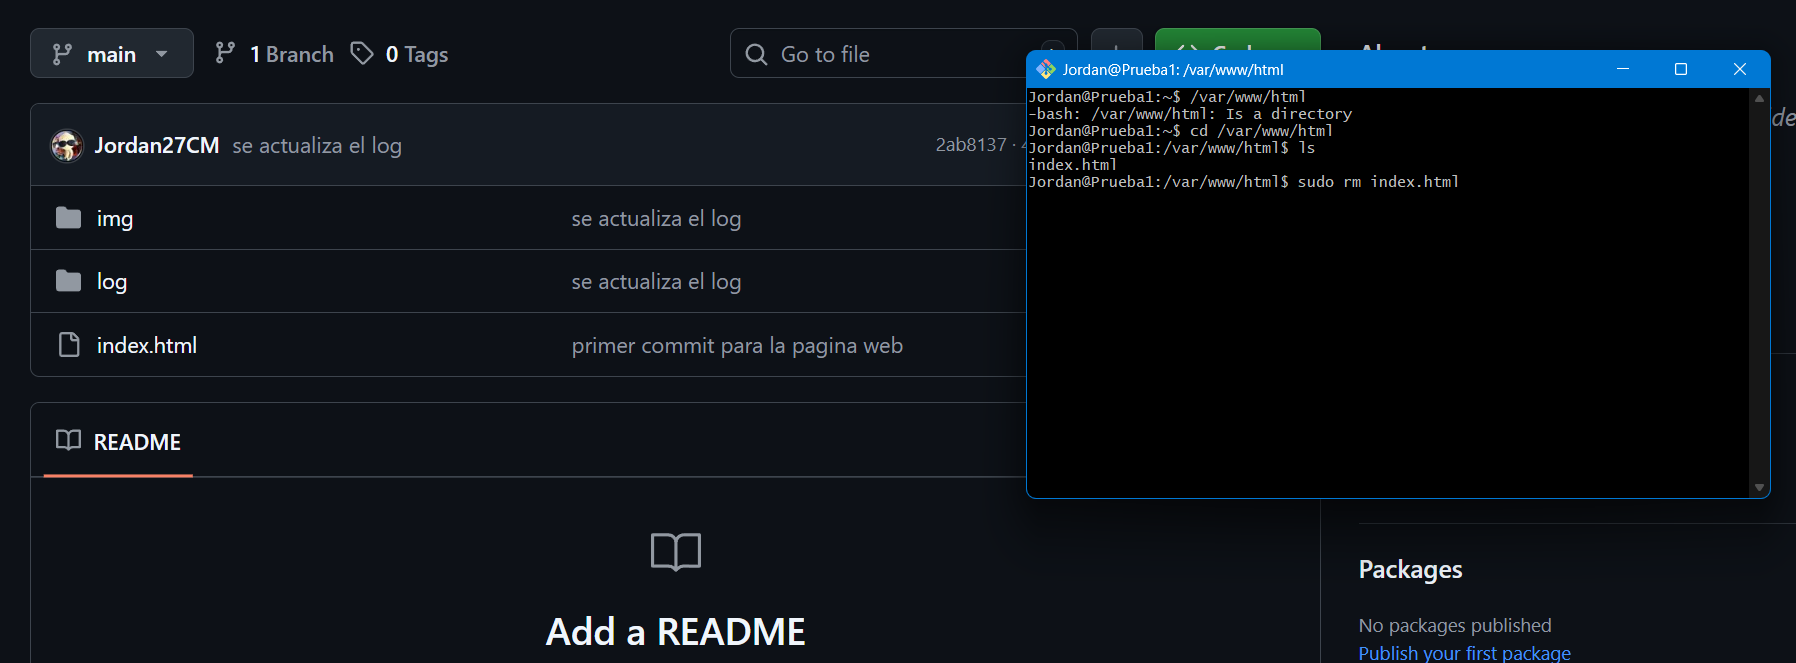 main
1 Branch
0 Tags
Go to file
Jordan27CM se actualiza el log
2ab8137 ·
img se actualiza el log
log se actualiza el log
index.html primer commit para la pagina web
README
Add a README
Jordan@Prueba1: /var/www/html
Jordan@Prueba1:~$ /var/www/html
-bash: /var/www/html: Is a directory
Jordan@Prueba1:~$ cd /var/www/html
Jordan@Prueba1:/var/www/html$ ls
index.html
Jordan@Prueba1:/var/www/html$ sudo rm index.html
Packages
No packages published
Publish your first package